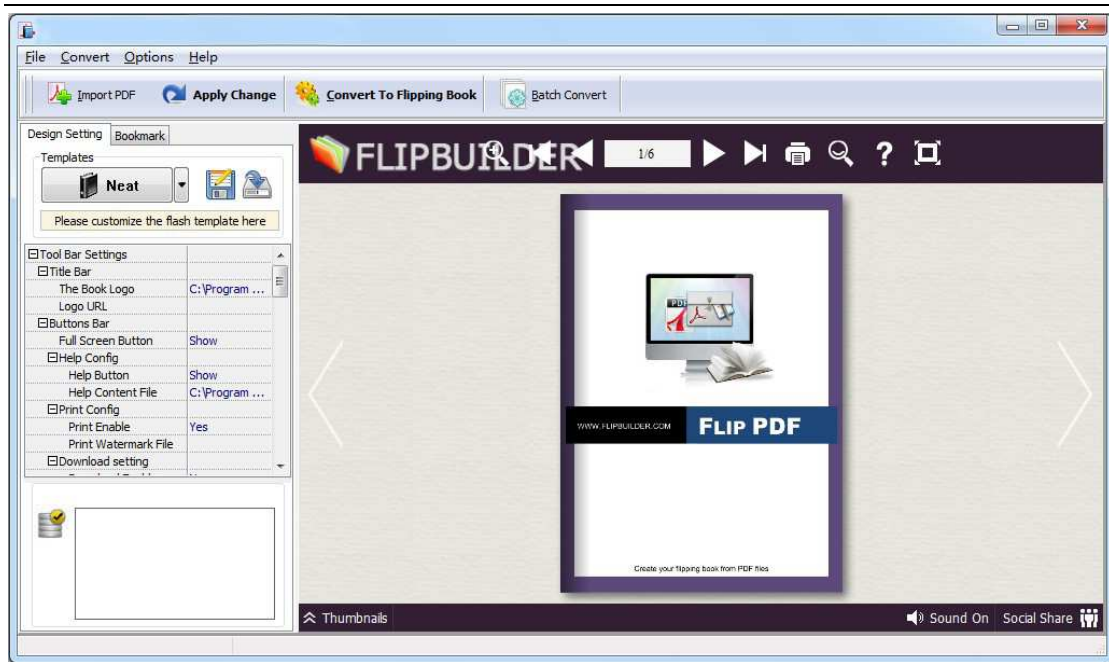 File Convert Options Help
Import PDF Apply Change Convert To Flipping Book Batch Convert
Design Setting Bookmark
Templates
Neat
Please customize the flash template here
Tool Bar Settings
Title Bar
The Book Logo C:\Program ...
Logo URL
Buttons Bar
Full Screen Button Show
Help Config
Help Button Show
Help Content File C:\Program ...
Print Config
Print Enable Yes
Print Watermark File
Download setting
FLIPBUILDER 1/6 ?
PDF
WWW.FLIPBUILDER.COM FLIP PDF
Create your flipping book from PDF files
Thumbnails Sound On Social Share